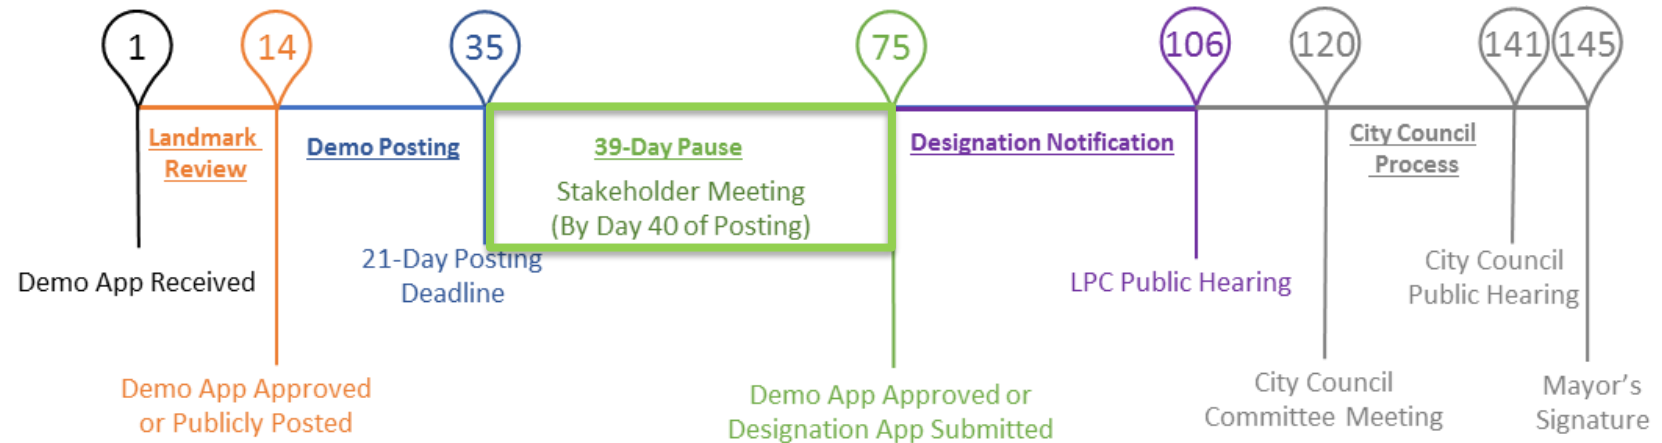 1
14
35
75
106
120
141
145
Landmark
Review
Demo Posting
39-Day Pause
Stakeholder Meeting
(By Day 40 of Posting)
Designation Notification
City Council
Process
Demo App Received
21-Day Posting
Deadline
LPC Public Hearing
City Council
Public Hearing
Demo App Approved
or Publicly Posted
Demo App Approved or
Designation App Submitted
City Council
Committee Meeting
Mayor’s
Signature